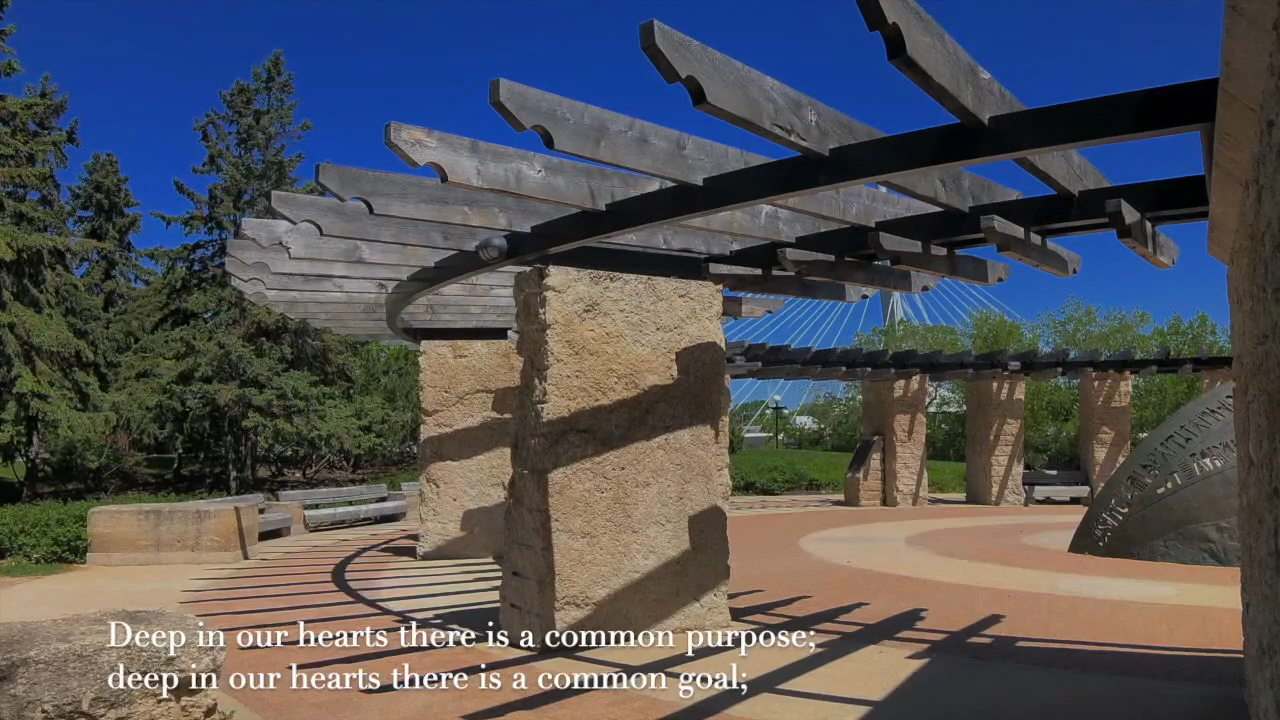 Deep in our hearts there is a common purpose;
deep in our hearts there is a common goal;